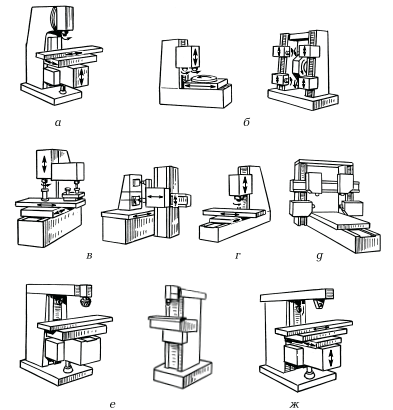 а б
в г д
е ж